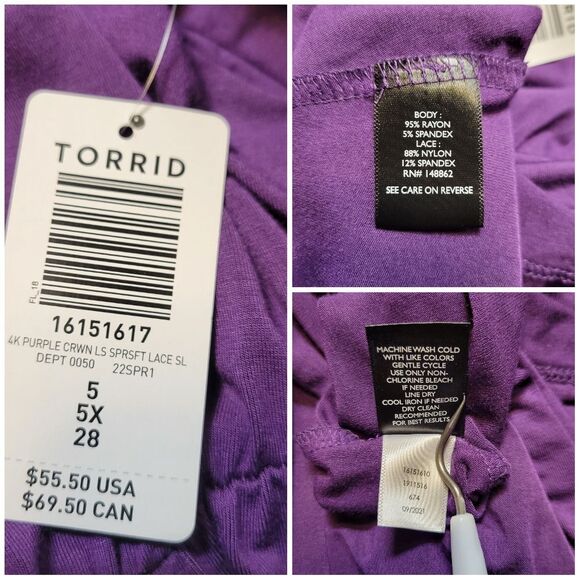 TORRID
FL_18
16151617
4K PURPLE CRWN LS SPRSFT LACE SL
DEPT 0050 22SPR1
5
5X
28
$55.50 USA
$69.50 CAN
BODY :
95% RAYON
5% SPANDEX
LACE :
88% NYLON
12% SPANDEX
RN# 148862
SEE CARE ON REVERSE
MACHINE WASH COLD
WITH LIKE COLORS
GENTLE CYCLE
USE ONLY NON-
CHLORINE BLEACH
IF NEEDED
LINE DRY
COOL IRON IF NEEDED
DRY CLEAN
RECOMMENDED
FOR BEST RESULTS
16151610
1911516
674
09/2021